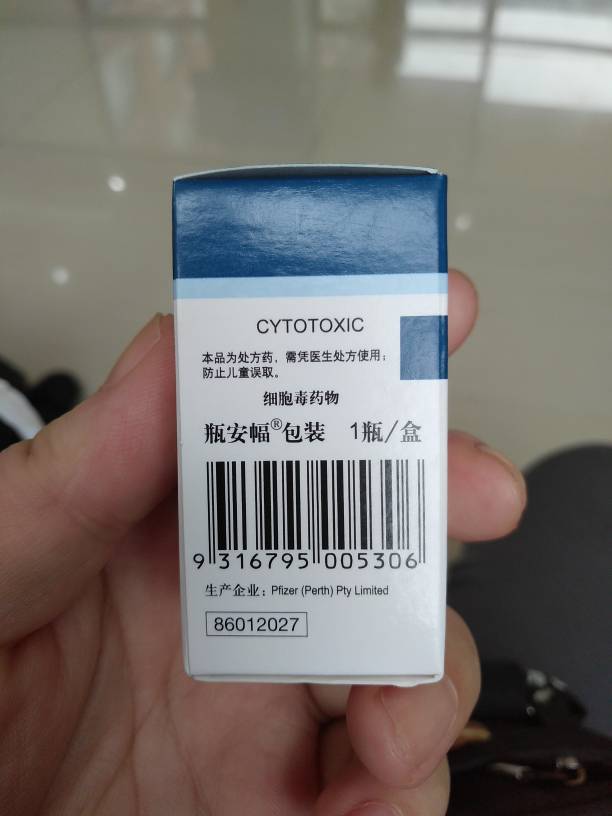 CYTOTOXIC
本品为处方药，需凭医生处方使用；
防止儿童误取。
细胞毒药物
瓶安幅®包装 1瓶/盒
9 316795 005306
生产企业：Pfizer (Perth) Pty Limited
86012027